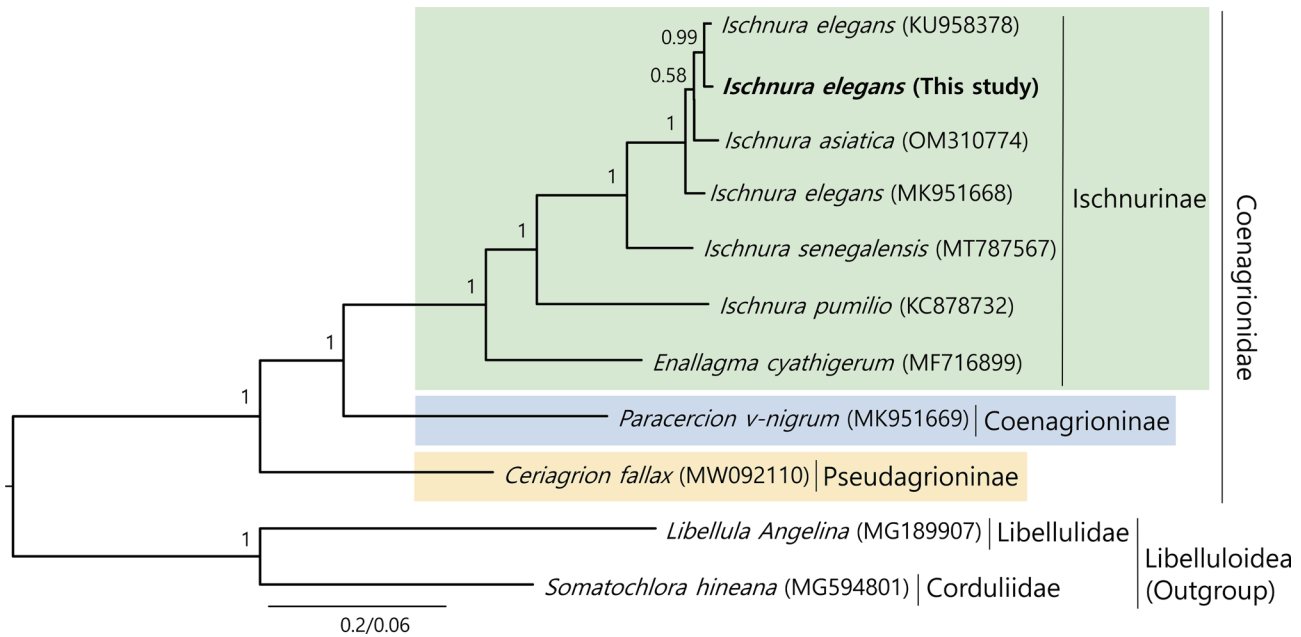 Ischnura elegans (KU958378)
0.99
0.58
Ischnura elegans (This study)
1
Ischnura asiatica (OM310774)
1
Ischnura elegans (MK951668)
Ischnurinae
Coenagrionidae
1
Ischnura senegalensis (MT787567)
1
Ischnura pumilio (KC878732)
1
Enallagma cyathigerum (MF716899)
1
Paracercion v-nigrum (MK951669) Coenagrioninae
Ceriagrion fallax (MW092110) Pseudagrioninae
1
Libellula Angelina (MG189907) Libellulidae
Libelluloidea
(Outgroup)
Somatochlora hineana (MG594801) Corduliidae
0.2/0.06